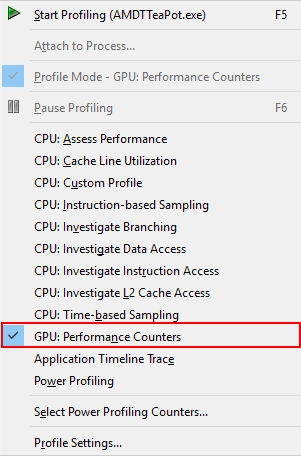 Start Profiling (AMDTTeaPot.exe) F5
Attach to Process...
Profile Mode - GPU: Performance Counters
Pause Profiling F6
CPU: Assess Performance
CPU: Cache Line Utilization
CPU: Custom Profile
CPU: Instruction-based Sampling
CPU: Investigate Branching
CPU: Investigate Data Access
CPU: Investigate Instruction Access
CPU: Investigate L2 Cache Access
CPU: Time-based Sampling
GPU: Performance Counters
Application Timeline Trace
Power Profiling
Select Power Profiling Counters...
Profile Settings...